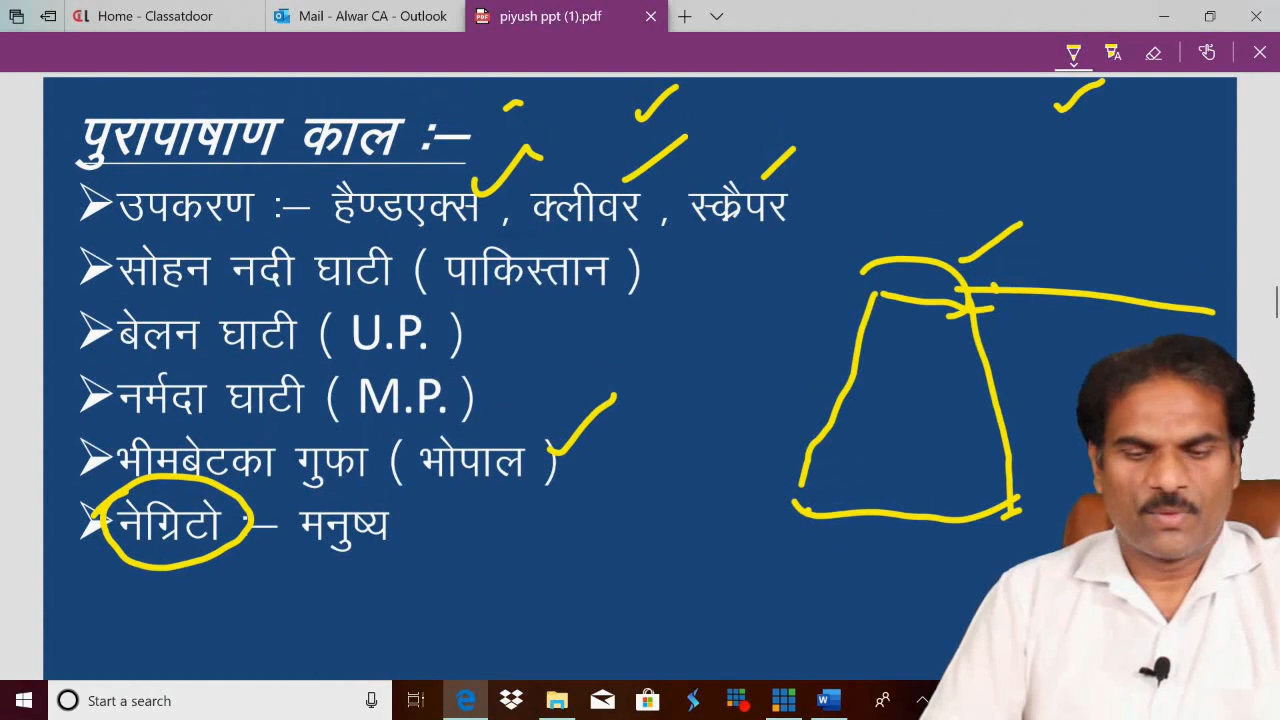 Home - Classatdoor
Mail - Alwar CA - Outlook
piyush ppt (1).pdf
पुरापाषाण काल :–
उपकरण :– हैण्डएक्स , क्लीवर , स्क्रैपर
सोहन नदी घाटी ( पाकिस्तान )
बेलन घाटी ( U.P. )
नर्मदा घाटी ( M.P. )
भीमबेटका गुफा ( भोपाल )
नेग्रिटो :– मनुष्य
Start a search